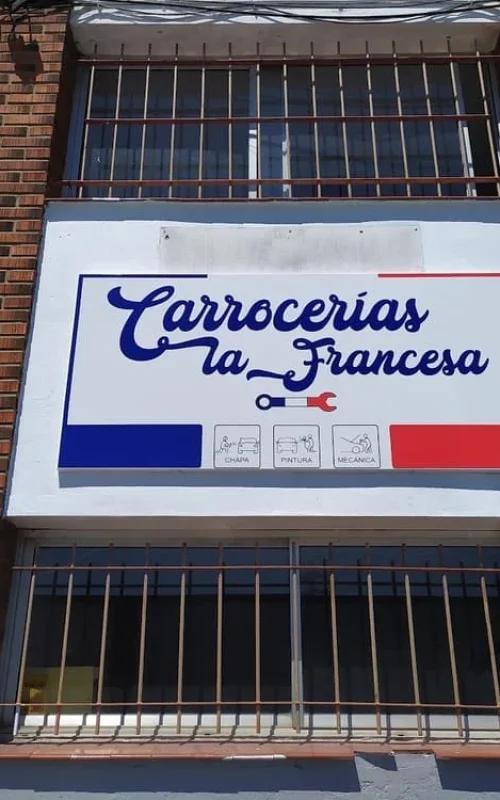 Carrocerías
la Francesa
CHAPA PINTURA MECÁNICA